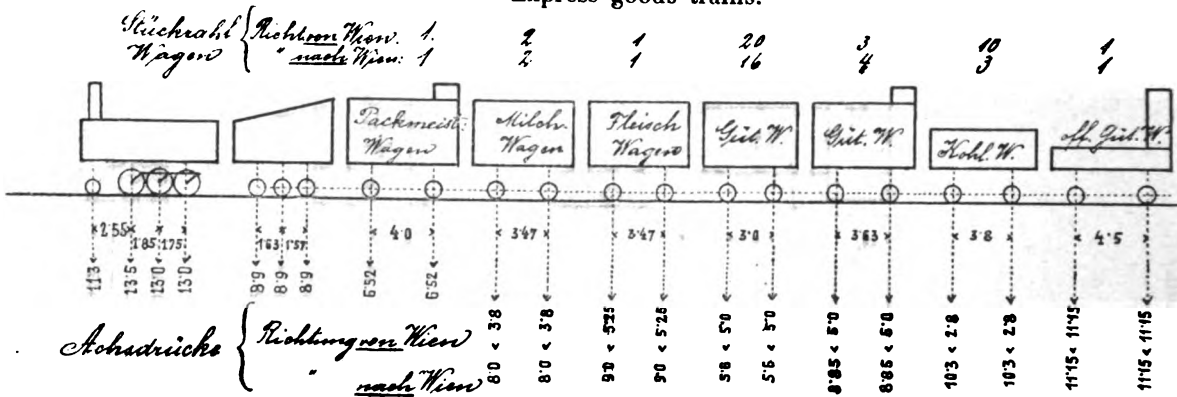 Express goods trains.
Stückzahl { Richt. von Wien: 1. 2 1 20 3 10 1
Wägen " nach Wien: 1 2 1 16 4 3 1
Packmeist: Wagen
Milch. Wagen
Fleisch Wagen
Güt. W.
Güt. W.
Kohl. W.
off. Güt. W.
2·55 1·85 1·75 1·63 1·57 4·0 3·47 3·47 3·0 3·63 3·8 4·5
11·3 13·5 13·0 13·0 8·9 8·9 8·9 6·52 6·52
Achsdrücke { Richtung von Wien 3·8 3·8 5·25 5·25 5·0 5·0 5·0 5·0 2·8 2·8 11·15 11·15
" nach Wien 8·0 8·0 9·0 9·0 5·6 8·85 8·85 10·3 10·3 11·15 11·15